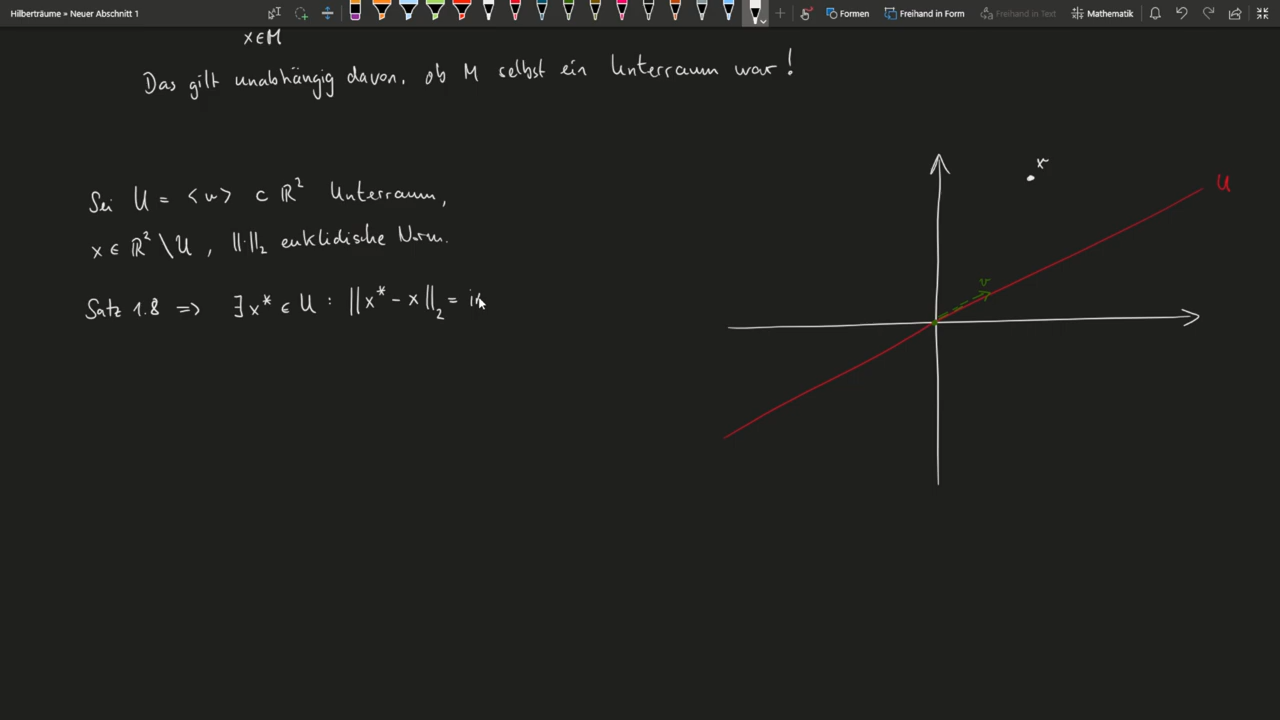 Hilberträume » Neuer Abschnitt 1
Formen
Freihand in Form
Freihand in Text
Mathematik
x∈M
Das gilt unabhängig davon, ob M selbst ein Unterraum war!
Sei U = <v> ⊂ ℝ² Unterraum,
x ∈ ℝ² \ U , ||·||₂ euklidische Norm.
Satz 1.8 => ∃ x* ∈ U : ||x* - x||₂ = in
x
U
v